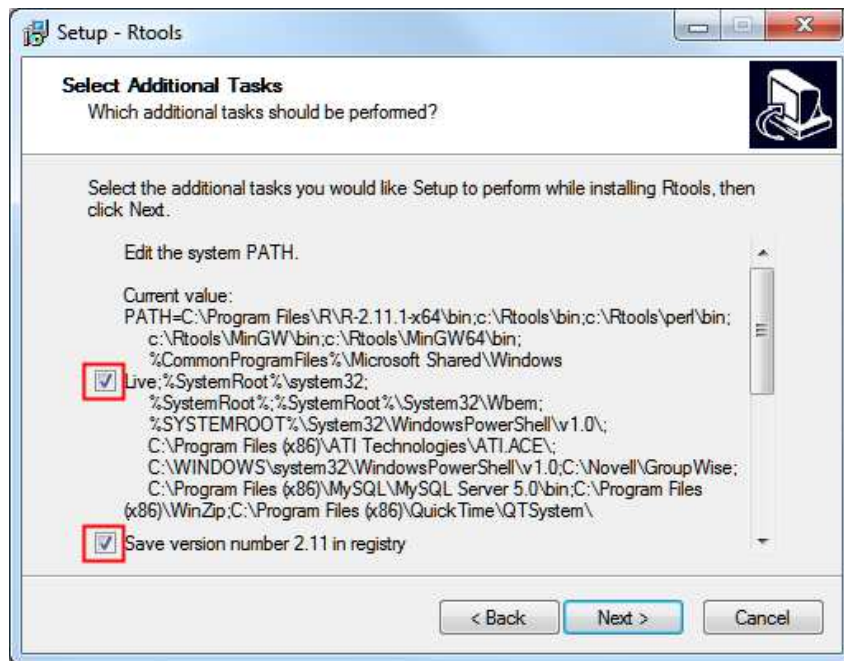 Setup - Rtools
Select Additional Tasks
Which additional tasks should be performed?
Select the additional tasks you would like Setup to perform while installing Rtools, then
click Next.
Edit the system PATH.
Current value:
PATH=C:\Program Files\R\R-2.11.1-x64\bin;c:\Rtools\bin;c:\Rtools\perl\bin;
c:\Rtools\MinGW\bin;c:\Rtools\MinGW64\bin;
%CommonProgramFiles%\Microsoft Shared\Windows
Live;%SystemRoot%\system32;
%SystemRoot%;%SystemRoot%\System32\Wbem;
%SYSTEMROOT%\System32\WindowsPowerShell\v1.0\;
C:\Program Files (x86)\ATI Technologies\ATI.ACE\;
C:\WINDOWS\system32\WindowsPowerShell\v1.0;C:\Novell\GroupWise;
C:\Program Files (x86)\MySQL\MySQL Server 5.0\bin;C:\Program Files
(x86)\WinZip;C:\Program Files (x86)\QuickTime\QTSystem\
Save version number 2.11 in registry
< Back
Next >
Cancel